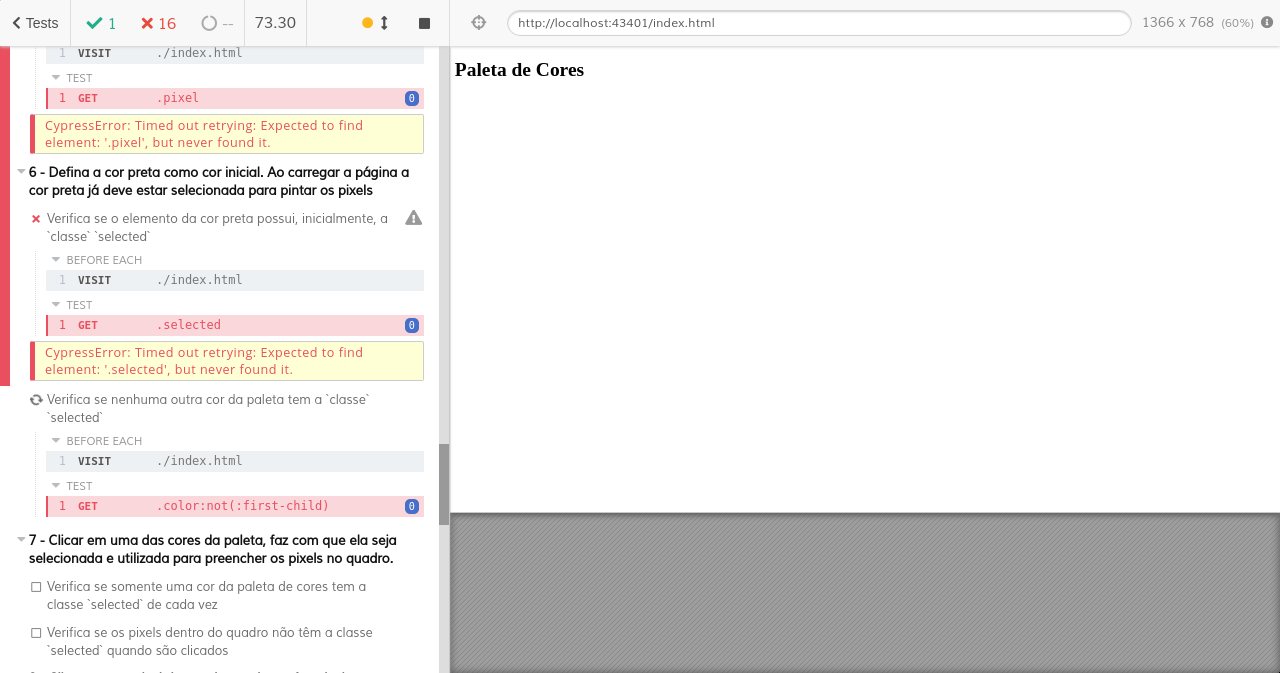 Tests
1
16
--
73.30
http://localhost:43401/index.html
1366 x 768 (60%)
1 VISIT ./index.html
TEST
1 GET .pixel 0
CypressError: Timed out retrying: Expected to find
element: '.pixel', but never found it.
6 - Defina a cor preta como cor inicial. Ao carregar a página a
cor preta já deve estar selecionada para pintar os pixels
Verifica se o elemento da cor preta possui, inicialmente, a
`classe` `selected`
BEFORE EACH
1 VISIT ./index.html
TEST
1 GET .selected 0
CypressError: Timed out retrying: Expected to find
element: '.selected', but never found it.
Verifica se nenhuma outra cor da paleta tem a `classe`
`selected`
BEFORE EACH
1 VISIT ./index.html
TEST
1 GET .color:not(:first-child) 0
7 - Clicar em uma das cores da paleta, faz com que ela seja
selecionada e utilizada para preencher os pixels no quadro.
Verifica se somente uma cor da paleta de cores tem a
classe `selected` de cada vez
Verifica se os pixels dentro do quadro não têm a classe
`selected` quando são clicados
Paleta de Cores